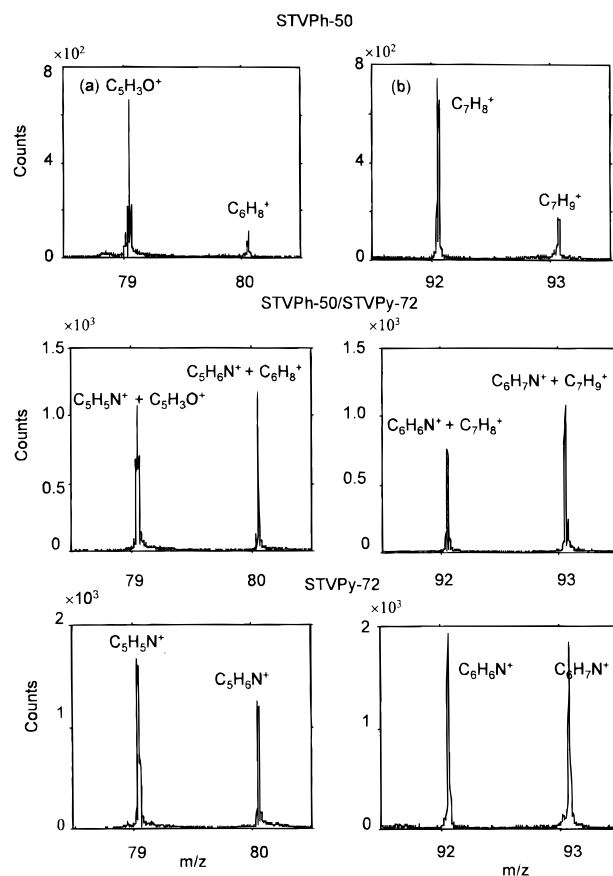 STVPh-50
×10²
8
(a) C₅H₃O⁺
4
C₆H₈⁺
0
79
80
Counts
×10²
8
(b)
C₇H₈⁺
4
C₇H₉⁺
0
92
93
STVPh-50/STVPy-72
×10³
1.5
C₅H₆N⁺ + C₆H₈⁺
C₅H₅N⁺ + C₅H₃O⁺
1.0
0.5
0
79
80
Counts
×10³
1.5
C₆H₇N⁺ + C₇H₉⁺
C₆H₆N⁺ + C₇H₈⁺
1.0
0.5
0
92
93
STVPy-72
×10³
2
C₅H₅N⁺
C₅H₆N⁺
1
0
79
80
m/z
Counts
×10³
2
C₆H₆N⁺
C₆H₇N⁺
1
0
92
93
m/z